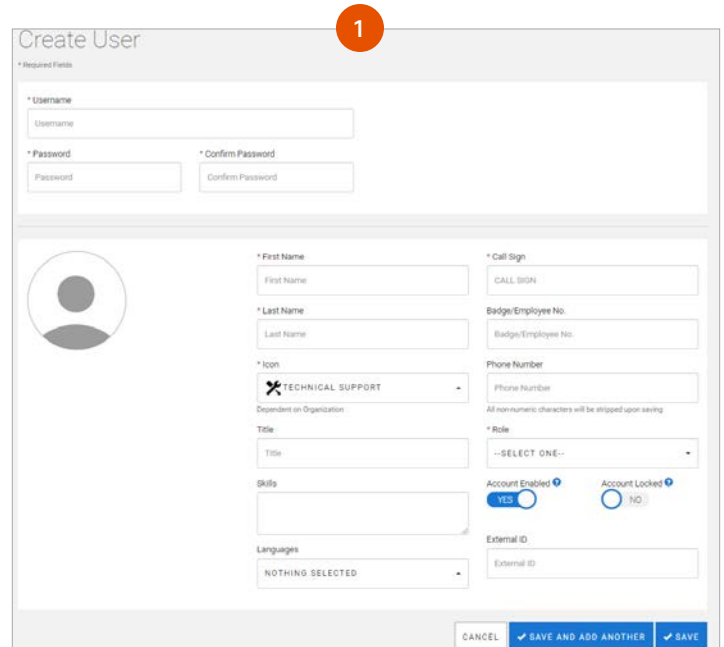 1
Create User
* Required Fields
* Username
Username
* Password * Confirm Password
Password Confirm Password
* First Name * Call Sign
First Name CALL SIGN
* Last Name Badge/Employee No.
Last Name Badge/Employee No.
* Icon Phone Number
TECHNICAL SUPPORT Phone Number
Dependent on Organization All non-numeric characters will be stripped upon saving
Title * Role
Title --SELECT ONE--
Skills Account Enabled ? Account Locked ?
YES NO
External ID
Languages External ID
NOTHING SELECTED
CANCEL ✔ SAVE AND ADD ANOTHER ✔ SAVE